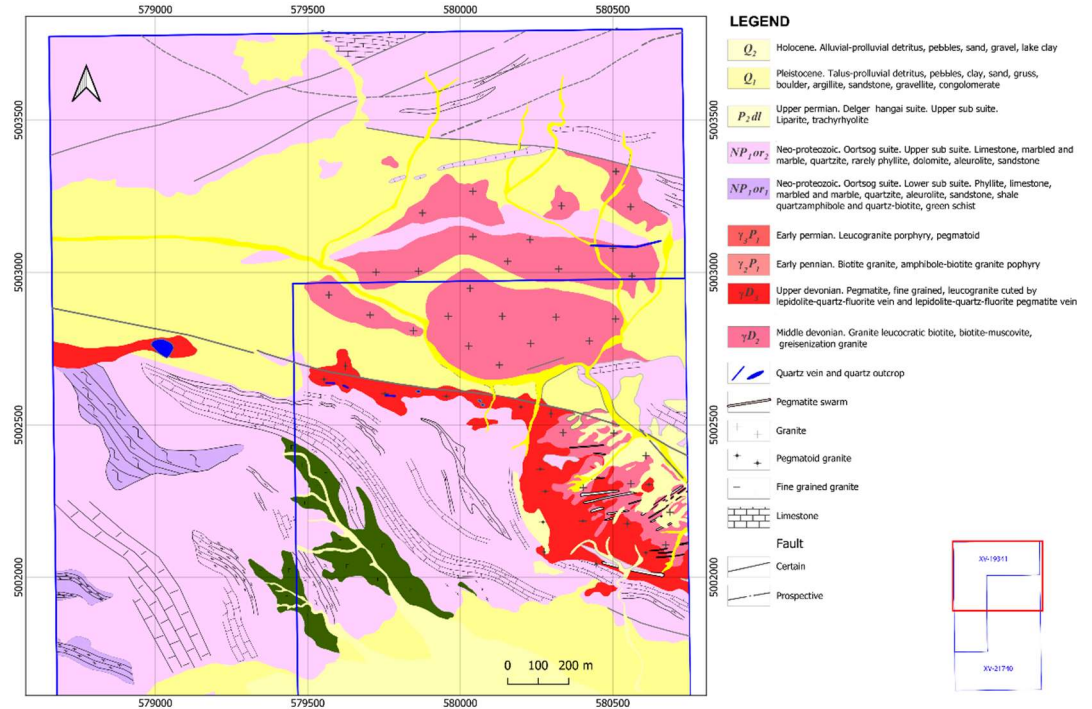 579000
579500
580000
580500
5003500
5003000
5002500
5002000
5003500
5003000
5002500
5002000
0 100 200 m
579000
579500
580000
580500
LEGEND
Q2 Holocene. Alluvial-prolluvial detritus, pebbles, sand, gravel, lake clay
Q1 Pleistocene. Talus-prolluvial detritus, pebbles, clay, sand, gruss,
boulder, argillite, sandstone, gravellite, congolomerate
P2dl Upper permian. Delger hangai suite. Upper sub suite.
Liparite, trachyrhyolite
NP1or2 Neo-proteozoic. Oortsog suite. Upper sub suite. Limestone, marbled and
marble, quartzite, rarely phyllite, dolomite, aleurolite, sandstone
NP1or1 Neo-proteozoic. Oortsog suite. Lower sub suite. Phyllite, limestone,
marbled and marble, quartzite, aleurolite, sandstone, shale
quartzamphibole and quartz-biotite, green schist
γ3P1 Early permian. Leucogranite porphyry, pegmatoid
γ2P1 Early pennian. Biotite granite, amphibole-biotite granite pophyry
γD3 Upper devonian. Pegmatite, fine grained, leucogranite cuted by
lepidolite-quartz-fluorite vein and lepidolite-quartz-fluorite pegmatite vein
γD2 Middle devonian. Granite leucocratic biotite, biotite-muscovite,
greisenization granite
Quartz vein and quartz outcrop
Pegmatite swarm
Granite
Pegmatoid granite
Fine grained granite
Limestone
Fault
Certain
Prospective
XV-19341
XV-21740